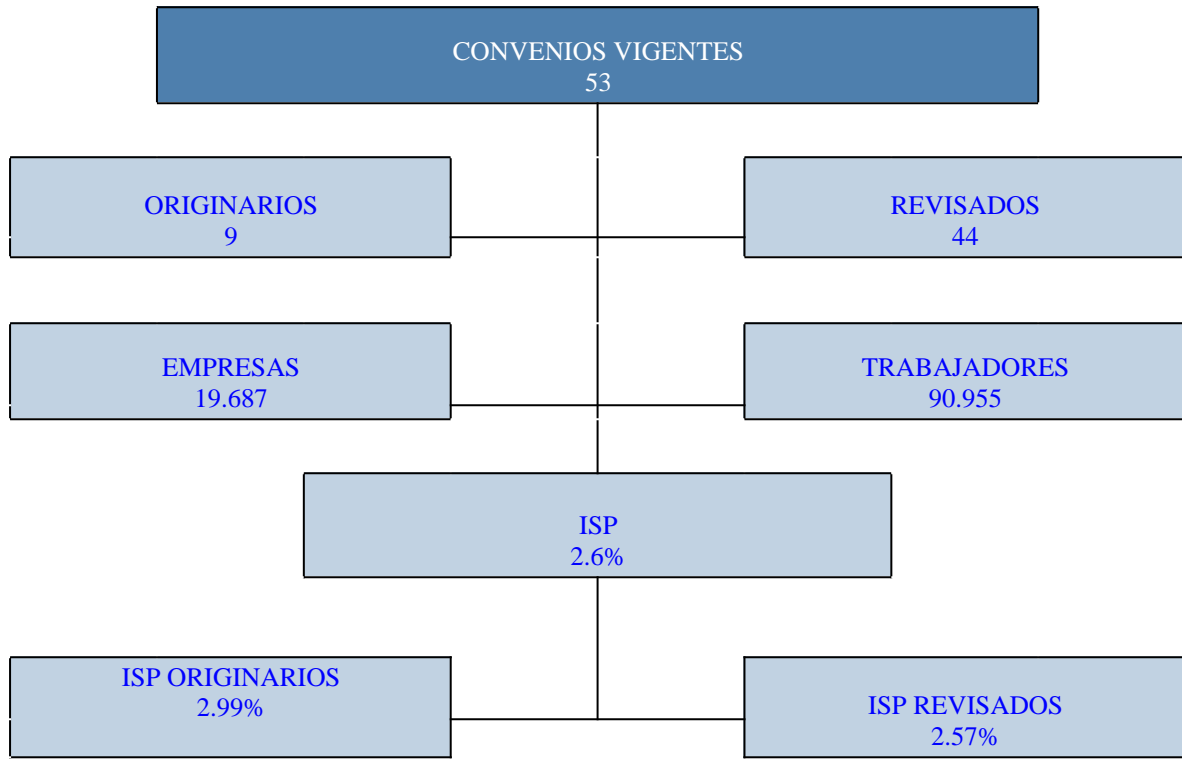 CONVENIOS VIGENTES
53
ORIGINARIOS
9
REVISADOS
44
EMPRESAS
19.687
TRABAJADORES
90.955
ISP
2.6%
ISP ORIGINARIOS
2.99%
ISP REVISADOS
2.57%